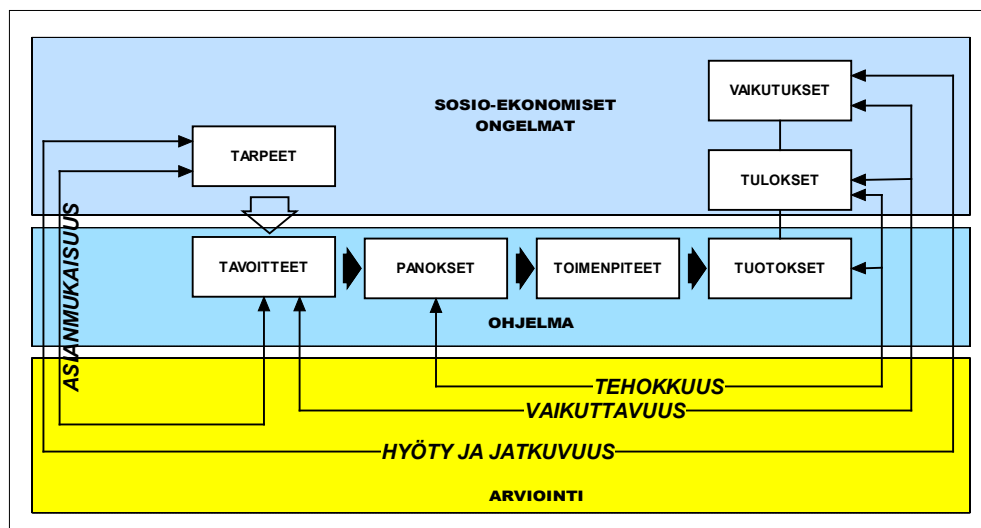 VAIKUTUKSET
SOSIO-EKONOMISET
ONGELMAT
TARPEET
TULOKSET
TAVOITTEET
PANOKSET
TOIMENPITEET
TUOTOKSET
OHJELMA
ASIANMUKAISUUS
TEHOKKUUS
VAIKUTTAVUUS
HYÖTY JA JATKUVUUS
ARVIOINTI